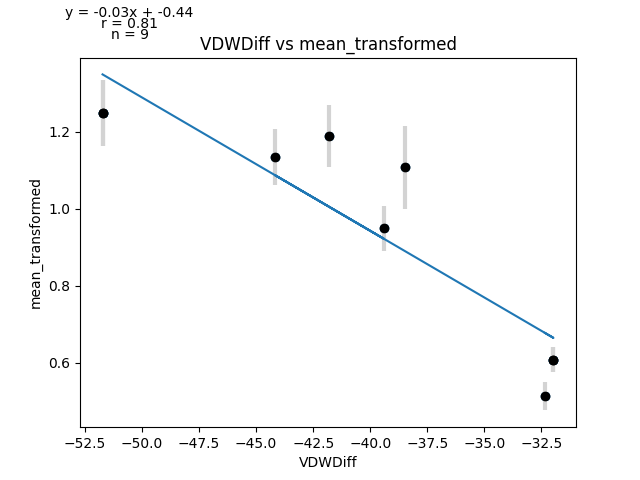 y = -0.03x + -0.44
r = 0.81
n = 9
VDWDiff vs mean_transformed
mean_transformed
1.2
1.0
0.8
0.6
−52.5 −50.0 −47.5 −45.0 −42.5 −40.0 −37.5 −35.0 −32.5
VDWDiff